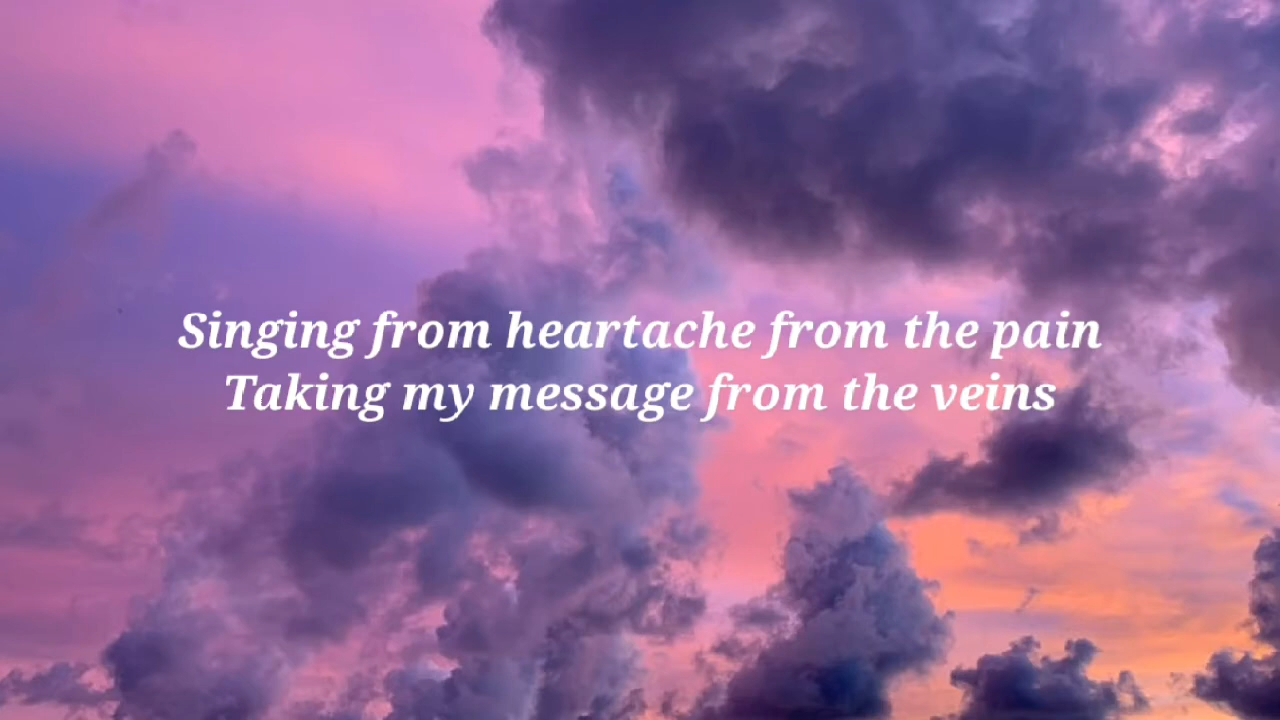 Singing from heartache from the pain
Taking my message from the veins